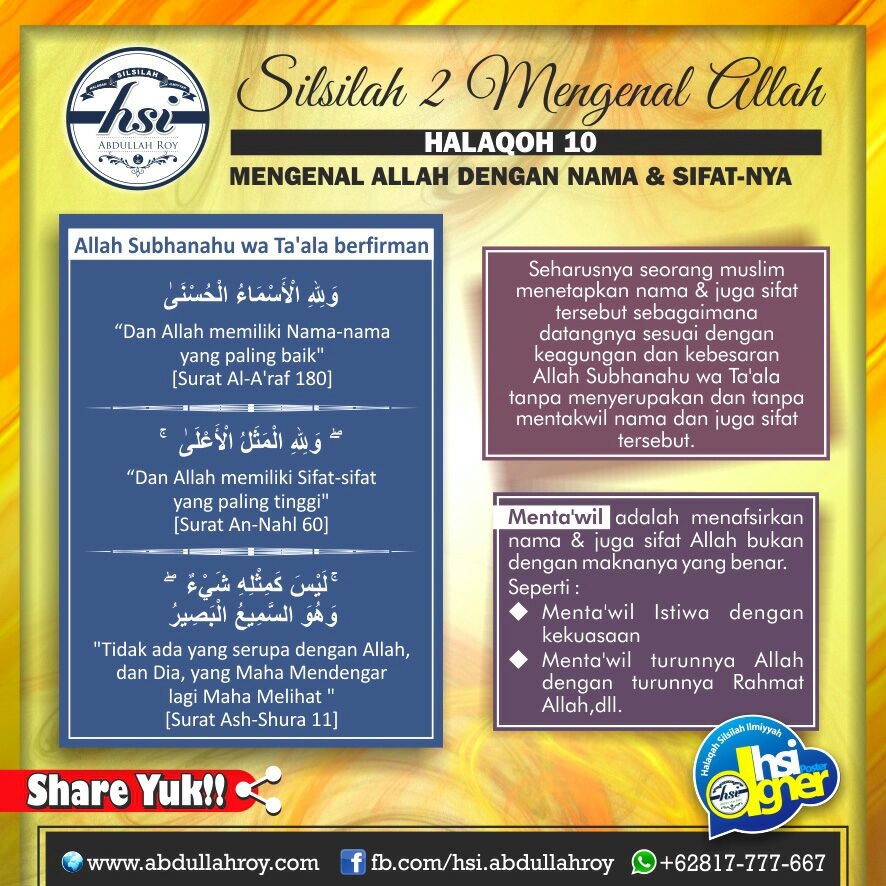 SILSILAH
HALAQAH
ILMIYYAH
hsi
ABDULLAH ROY
Silsilah 2 Mengenal Allah
HALAQOH 10
MENGENAL ALLAH DENGAN NAMA & SIFAT-NYA
Allah Subhanahu wa Ta'ala berfirman
وَلِلَّهِ الْأَسْمَاءُ الْحُسْنَىٰ
“Dan Allah memiliki Nama-nama
yang paling baik"
[Surat Al-A'raf 180]
ۖ وَلِلَّهِ الْمَثَلُ الْأَعْلَىٰ ۚ
“Dan Allah memiliki Sifat-sifat
yang paling tinggi"
[Surat An-Nahl 60]
ۚ لَيْسَ كَمِثْلِهِ شَيْءٌ ۖ
وَهُوَ السَّمِيعُ الْبَصِيرُ
"Tidak ada yang serupa dengan Allah,
dan Dia, yang Maha Mendengar
lagi Maha Melihat "
[Surat Ash-Shura 11]
Seharusnya seorang muslim
menetapkan nama & juga sifat
tersebut sebagaimana
datangnya sesuai dengan
keagungan dan kebesaran
Allah Subhanahu wa Ta'ala
tanpa menyerupakan dan tanpa
mentakwil nama dan juga sifat
tersebut.
Menta'wil adalah menafsirkan
nama & juga sifat Allah bukan
dengan maknanya yang benar.
Seperti :
◆ Menta'wil Istiwa dengan
kekuasaan
◆ Menta'wil turunnya Allah
dengan turunnya Rahmat
Allah,dll.
Halaqah Silsilah Ilmiyyah
hsi
Poster
dsigner
hsi
Share Yuk!!
www.abdullahroy.com
fb.com/hsi.abdullahroy
+62817-777-667